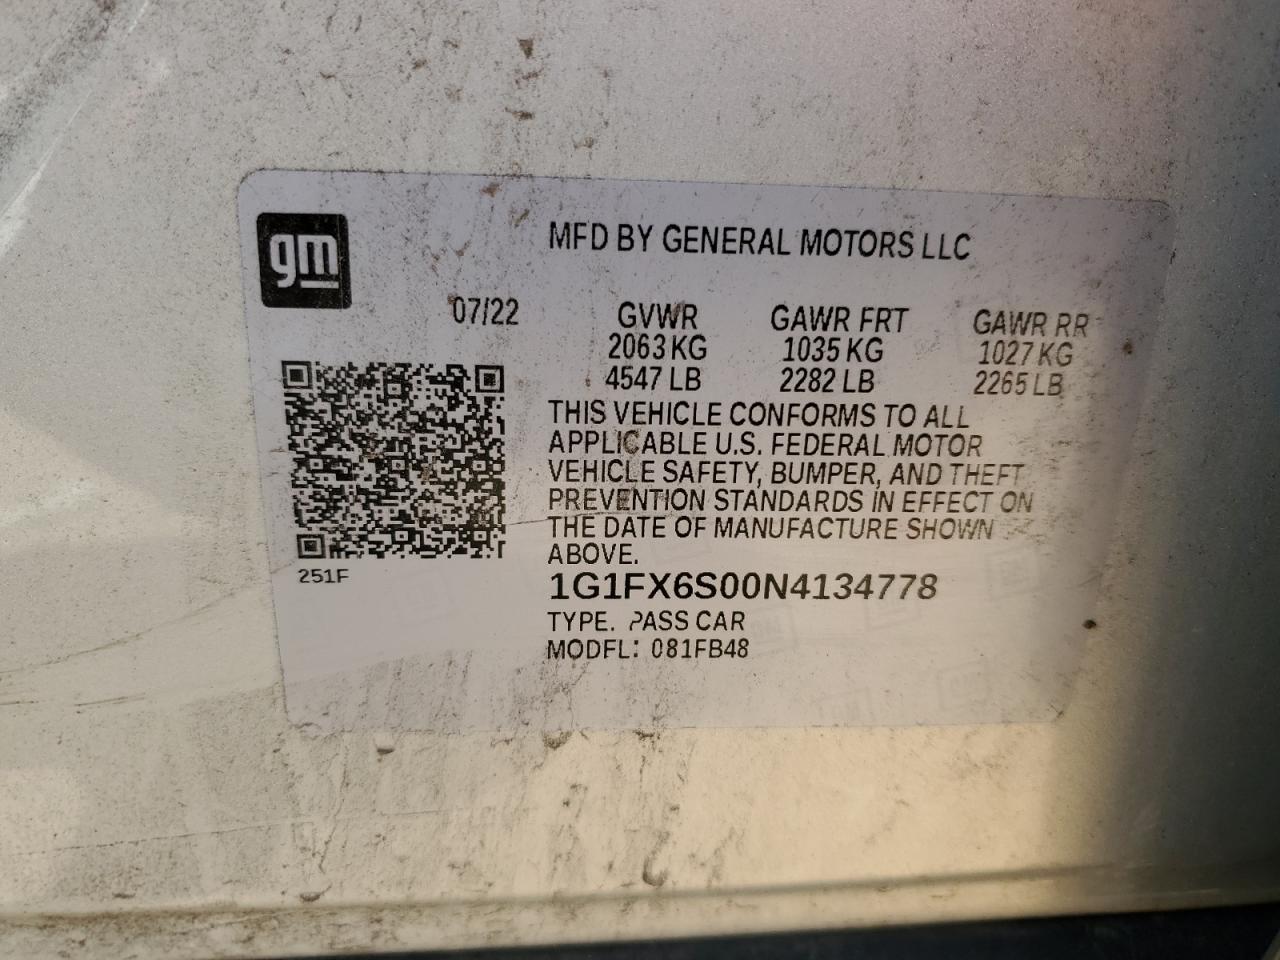 gm
MFD BY GENERAL MOTORS LLC
07/22
GVWR GAWR FRT GAWR RR
2063 KG 1035 KG 1027 KG
4547 LB 2282 LB 2265 LB
THIS VEHICLE CONFORMS TO ALL
APPLICABLE U.S. FEDERAL MOTOR
VEHICLE SAFETY, BUMPER, AND THEFT
PREVENTION STANDARDS IN EFFECT ON
THE DATE OF MANUFACTURE SHOWN
ABOVE.
251F
1G1FX6S00N4134778
TYPE. PASS CAR
MODEL: 081FB48